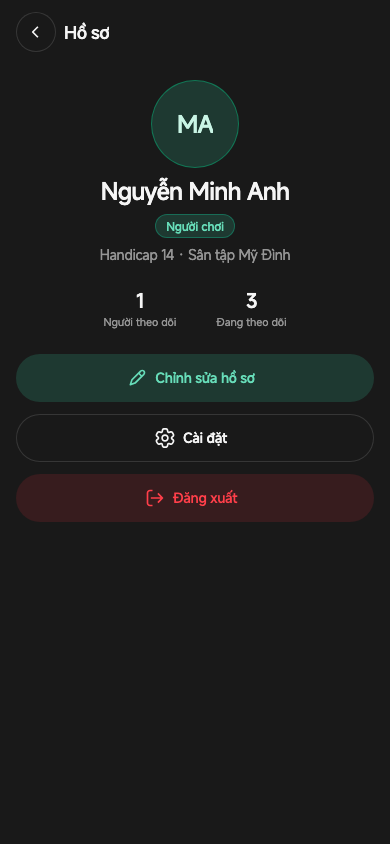 Hồ sơ
MA
Nguyễn Minh Anh
Người chơi
Handicap 14 · Sân tập Mỹ Đình
1
Người theo dõi
3
Đang theo dõi
Chỉnh sửa hồ sơ
Cài đặt
Đăng xuất